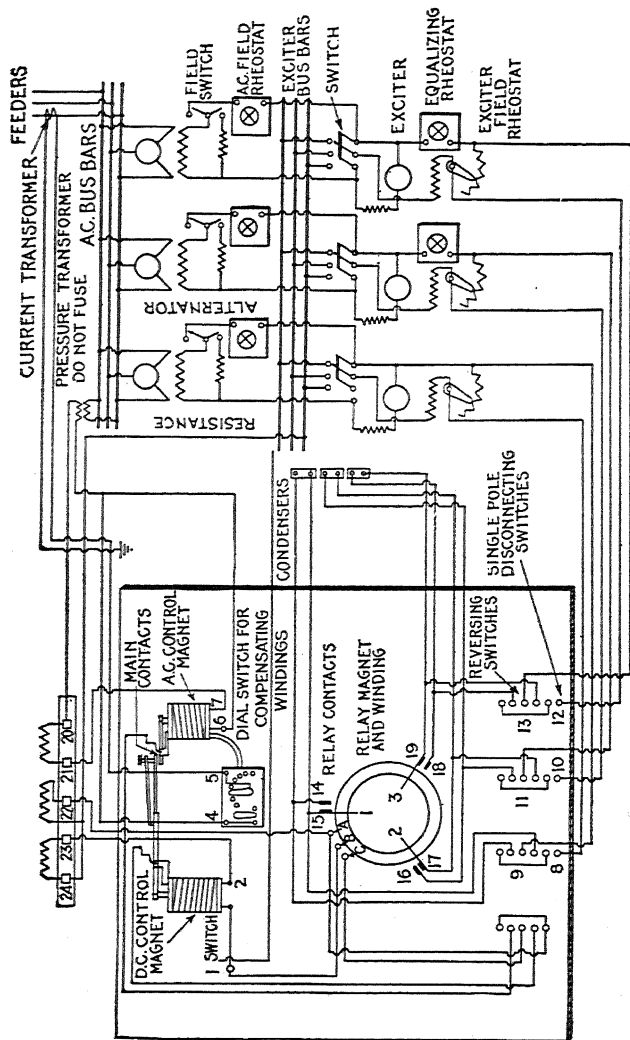 FEEDERS
CURRENT TRANSFORMER
PRESSURE TRANSFORMER
DO NOT FUSE
A.C. BUS BARS
FIELD
SWITCH
A.C. FIELD
RHEOSTAT
EXCITER
BUS BARS
SWITCH
EXCITER
EQUALIZING
RHEOSTAT
EXCITER
FIELD
RHEOSTAT
ALTERNATOR
RESISTANCE
CONDENSERS
SINGLE POLE
DISCONNECTING
SWITCHES
REVERSING
SWITCHES
MAIN
CONTACTS
A.C. CONTROL
MAGNET
DIAL SWITCH FOR
COMPENSATING
WINDINGS
RELAY CONTACTS
RELAY MAGNET
AND WINDING
D.C. CONTROL
MAGNET
1 SWITCH
2
20
21
22
23
24
7
6
5
4
14
15
A
B
C
1
2
3
19
18
17
16
13
12
11
10
9
8